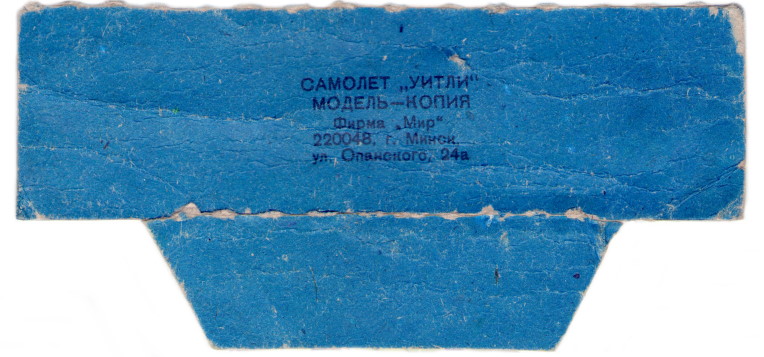 САМОЛЕТ „УИТЛИ“
МОДЕЛЬ—КОПИЯ
Фирма „Мир“
220048, г. Минск,
ул. Опанского, 24а